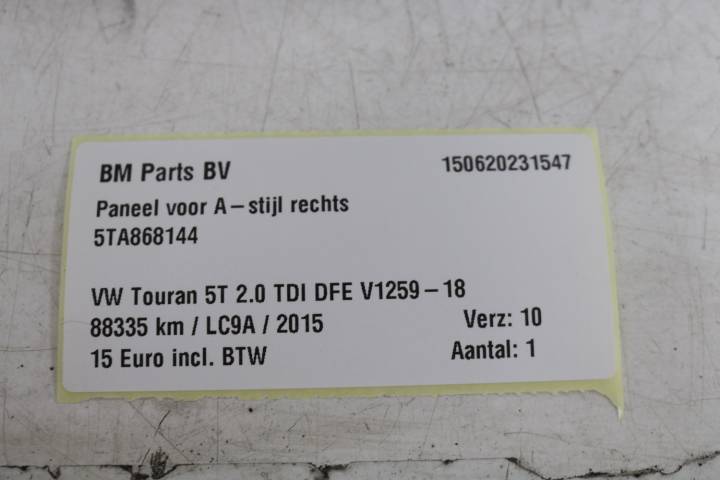 BM Parts BV 150620231547
Paneel voor A-stijl rechts
5TA868144
VW Touran 5T 2.0 TDI DFE V1259-18
88335 km / LC9A / 2015 Verz: 10
15 Euro incl. BTW Aantal: 1